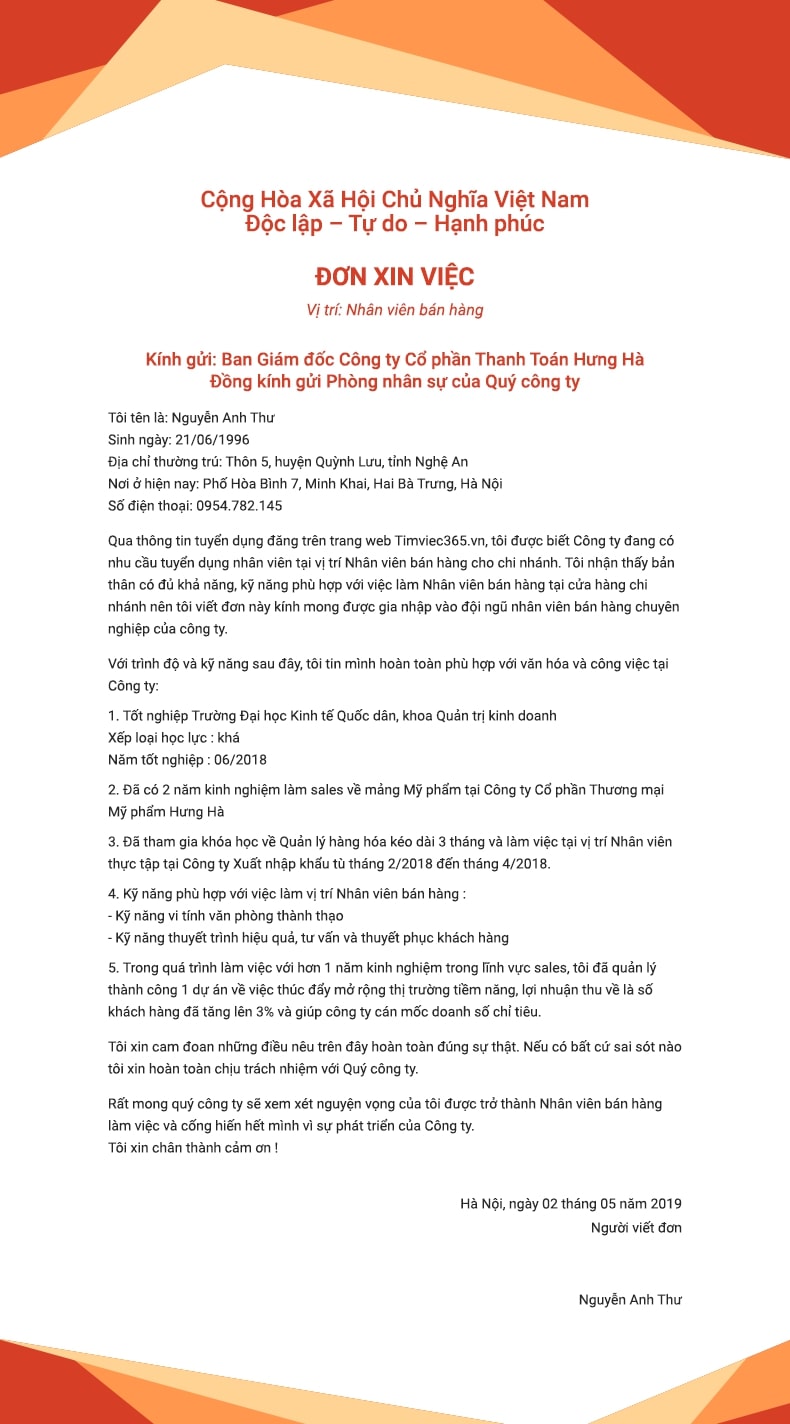 Cộng Hòa Xã Hội Chủ Nghĩa Việt Nam
Độc lập – Tự do – Hạnh phúc
ĐƠN XIN VIỆC
Vị trí: Nhân viên bán hàng
Kính gửi: Ban Giám đốc Công ty Cổ phần Thanh Toán Hưng Hà
Đồng kính gửi Phòng nhân sự của Quý công ty
Tôi tên là: Nguyễn Anh Thư
Sinh ngày: 21/06/1996
Địa chỉ thường trú: Thôn 5, huyện Quỳnh Lưu, tỉnh Nghệ An
Nơi ở hiện nay: Phố Hòa Bình 7, Minh Khai, Hai Bà Trưng, Hà Nội
Số điện thoại: 0954.782.145
Qua thông tin tuyển dụng đăng trên trang web Timviec365.vn, tôi được biết Công ty đang có
nhu cầu tuyển dụng nhân viên tại vị trí Nhân viên bán hàng cho chi nhánh. Tôi nhận thấy bản
thân có đủ khả năng, kỹ năng phù hợp với việc làm Nhân viên bán hàng tại cửa hàng chi
nhánh nên tôi viết đơn này kính mong được gia nhập vào đội ngũ nhân viên bán hàng chuyên
nghiệp của công ty.
Với trình độ và kỹ năng sau đây, tôi tin mình hoàn toàn phù hợp với văn hóa và công việc tại
Công ty:
1. Tốt nghiệp Trường Đại học Kinh tế Quốc dân, khoa Quản trị kinh doanh
Xếp loại học lực : khá
Năm tốt nghiệp : 06/2018
2. Đã có 2 năm kinh nghiệm làm sales về mảng Mỹ phẩm tại Công ty Cổ phần Thương mại
Mỹ phẩm Hưng Hà
3. Đã tham gia khóa học về Quản lý hàng hóa kéo dài 3 tháng và làm việc tại vị trí Nhân viên
thực tập tại Công ty Xuất nhập khẩu tù tháng 2/2018 đến tháng 4/2018.
4. Kỹ năng phù hợp với việc làm vị trí Nhân viên bán hàng :
- Kỹ năng vi tính văn phòng thành thạo
- Kỹ năng thuyết trình hiệu quả, tư vấn và thuyết phục khách hàng
5. Trong quá trình làm việc với hơn 1 năm kinh nghiệm trong lĩnh vực sales, tôi đã quản lý
thành công 1 dự án về việc thúc đẩy mở rộng thị trường tiềm năng, lợi nhuận thu về là số
khách hàng đã tăng lên 3% và giúp công ty cán mốc doanh số chỉ tiêu.
Tôi xin cam đoan những điều nêu trên đây hoàn toàn đúng sự thật. Nếu có bất cứ sai sót nào
tôi xin hoàn toàn chịu trách nhiệm với Quý công ty.
Rất mong quý công ty sẽ xem xét nguyện vọng của tôi được trở thành Nhân viên bán hàng
làm việc và cống hiến hết mình vì sự phát triển của Công ty.
Tôi xin chân thành cảm ơn !
Hà Nội, ngày 02 tháng 05 năm 2019
Người viết đơn
Nguyễn Anh Thư